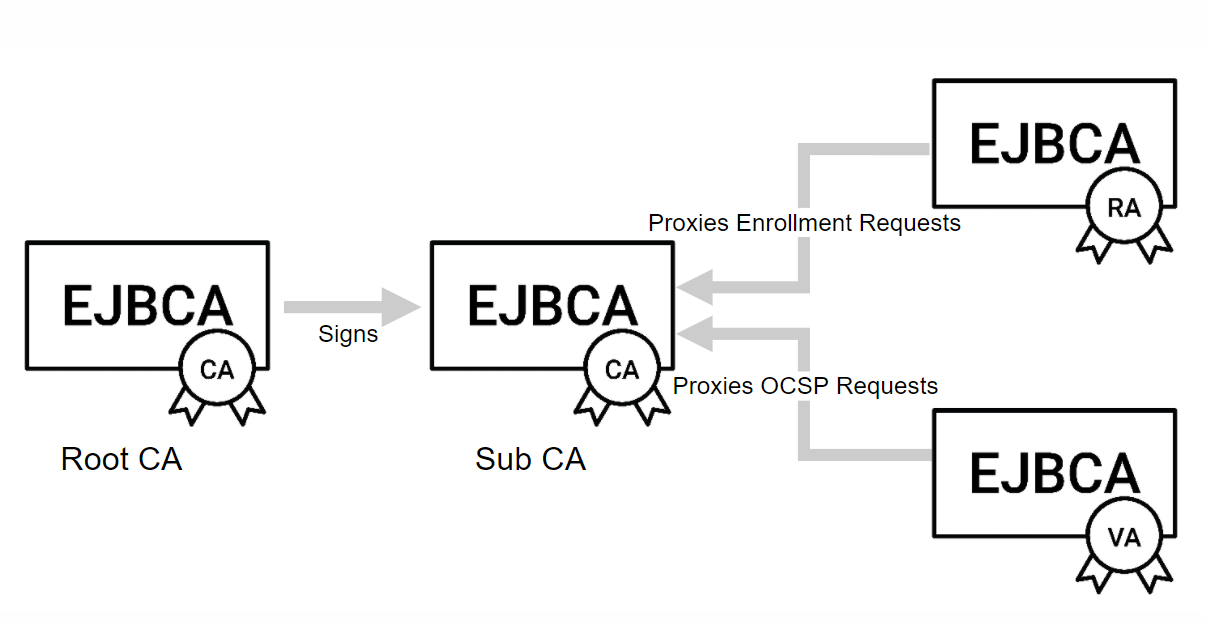 EJBCA
CA
Root CA
Signs
EJBCA
CA
Sub CA
Proxies Enrollment Requests
EJBCA
RA
Proxies OCSP Requests
EJBCA
VA